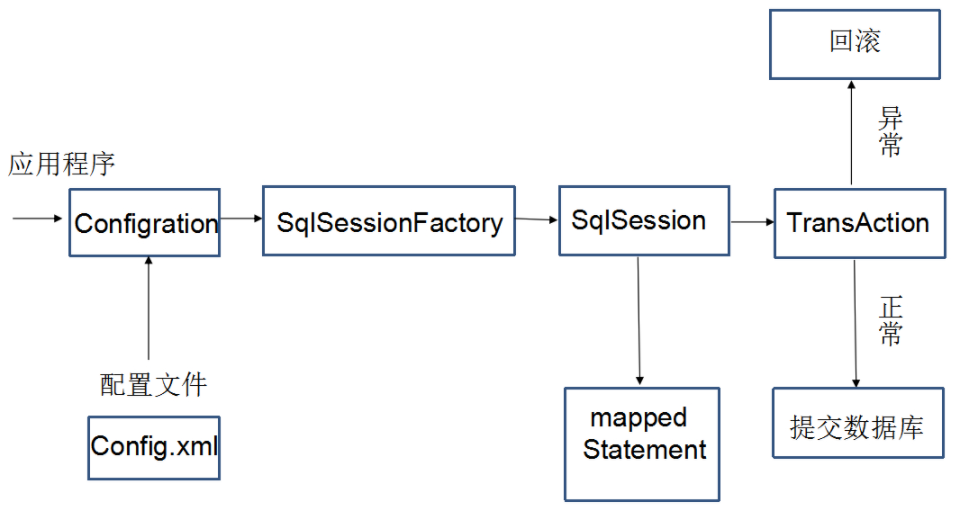 回滚
异
常
应用程序
Configration
SqlSessionFactory
SqlSession
TransAction
正
常
配置文件
Config.xml
mapped
Statement
提交数据库